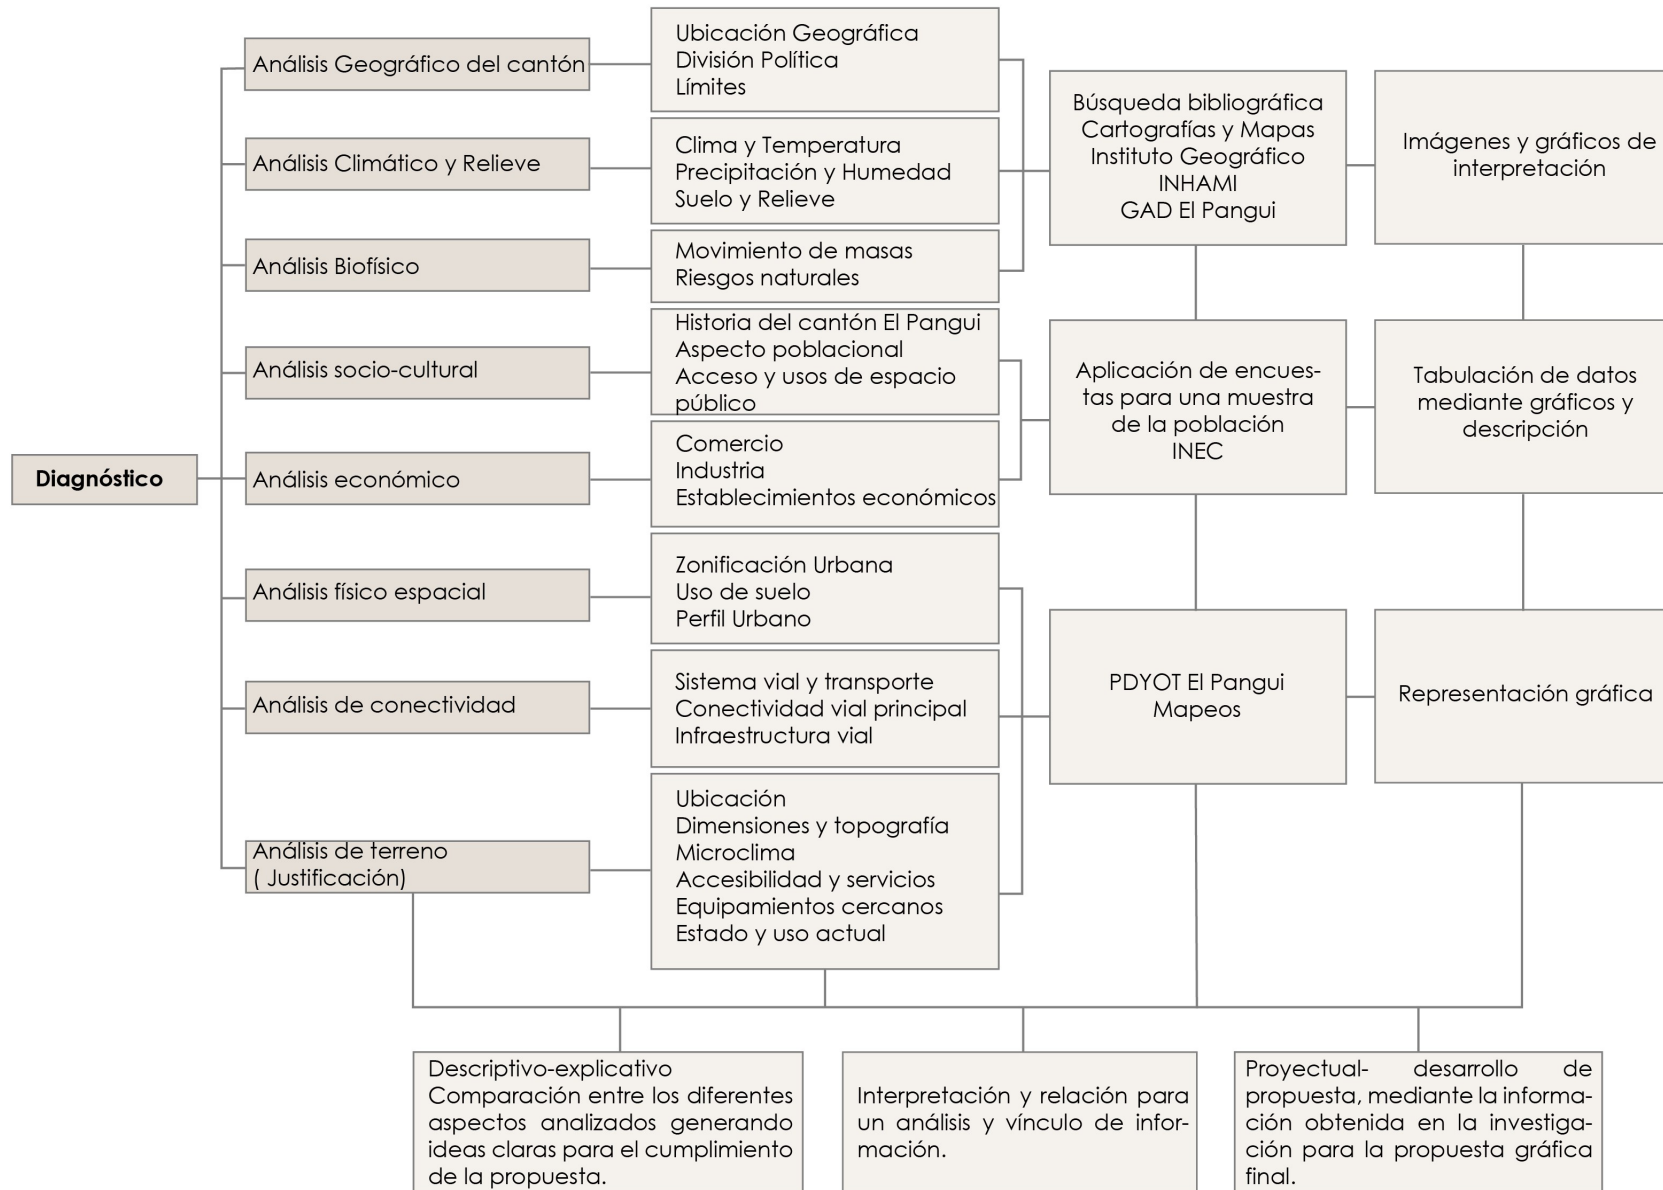 Diagnóstico
Análisis Geográfico del cantón
Ubicación Geográfica
División Política
Límites
Análisis Climático y Relieve
Clima y Temperatura
Precipitación y Humedad
Suelo y Relieve
Análisis Biofísico
Movimiento de masas
Riesgos naturales
Búsqueda bibliográfica
Cartografías y Mapas
Instituto Geográfico
INHAMI
GAD El Pangui
Imágenes y gráficos de
interpretación
Análisis socio-cultural
Historia del cantón El Pangui
Aspecto poblacional
Acceso y usos de espacio
público
Análisis económico
Comercio
Industria
Establecimientos económicos
Aplicación de encues-
tas para una muestra
de la población
INEC
Tabulación de datos
mediante gráficos y
descripción
Análisis físico espacial
Zonificación Urbana
Uso de suelo
Perfil Urbano
Análisis de conectividad
Sistema vial y transporte
Conectividad vial principal
Infraestructura vial
Análisis de terreno
( Justificación)
Ubicación
Dimensiones y topografía
Microclima
Accesibilidad y servicios
Equipamientos cercanos
Estado y uso actual
PDYOT El Pangui
Mapeos
Representación gráfica
Descriptivo-explicativo
Comparación entre los diferentes
aspectos analizados generando
ideas claras para el cumplimiento
de la propuesta.
Interpretación y relación para
un análisis y vínculo de infor-
mación.
Proyectual- desarrollo de
propuesta, mediante la informa-
ción obtenida en la investiga-
ción para la propuesta gráfica
final.